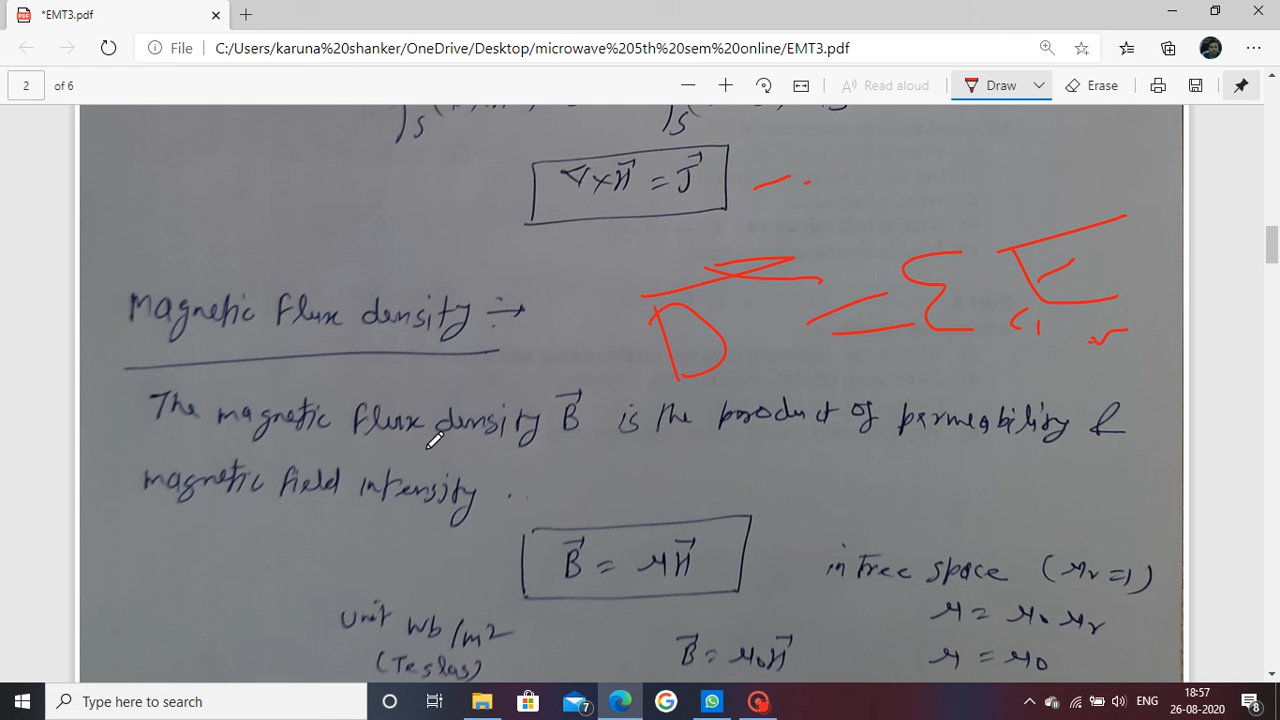 *EMT3.pdf
File C:/Users/karuna%20shanker/OneDrive/Desktop/microwave%205th%20sem%20online/EMT3.pdf
2 of 6 Read aloud Draw Erase
∇×H⃗ = J⃗
D = ε E
Magnetic flux density :→
The magnetic flux density B⃗ is the product of permeability &
magnetic field intensity ..
B⃗ = μH⃗
in free space (μr=1)
unit wb/m2
μ = μ0 μr
(Teslas)
B⃗ = μ0H⃗
μ = μ0
Type here to search
7
ENG
18:57
26-08-2020
8